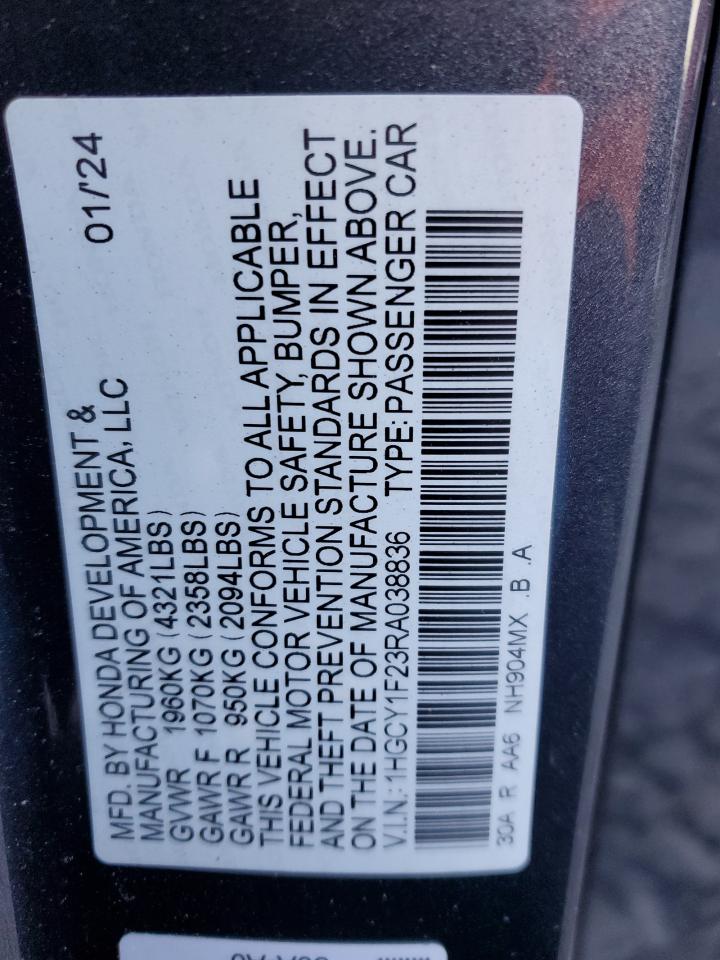 MFD. BY HONDA DEVELOPMENT &
MANUFACTURING OF AMERICA, LLC 01/'24
GVWR 1960KG (4321LBS)
GAWR F 1070KG (2358LBS)
GAWR R 950KG (2094LBS)
THIS VEHICLE CONFORMS TO ALL APPLICABLE
FEDERAL MOTOR VEHICLE SAFETY, BUMPER,
AND THEFT PREVENTION STANDARDS IN EFFECT
ON THE DATE OF MANUFACTURE SHOWN ABOVE.
V.I.N.: 1HGCY1F23RA038836 TYPE: PASSENGER CAR
30A R AA6 NH904MX .B .A